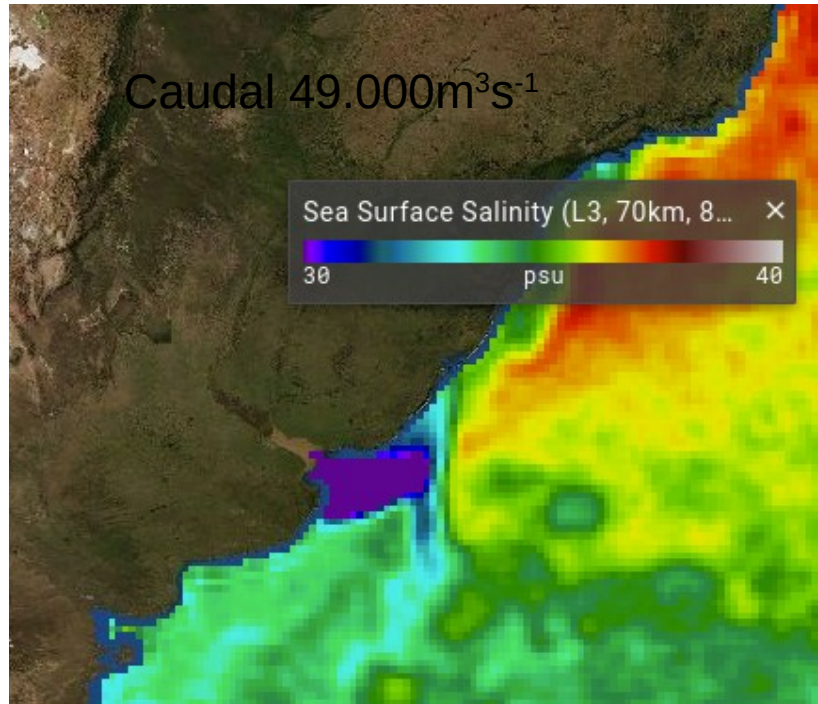 Caudal 49.000m³s⁻¹
Sea Surface Salinity (L3, 70km, 8... ×
30 psu 40